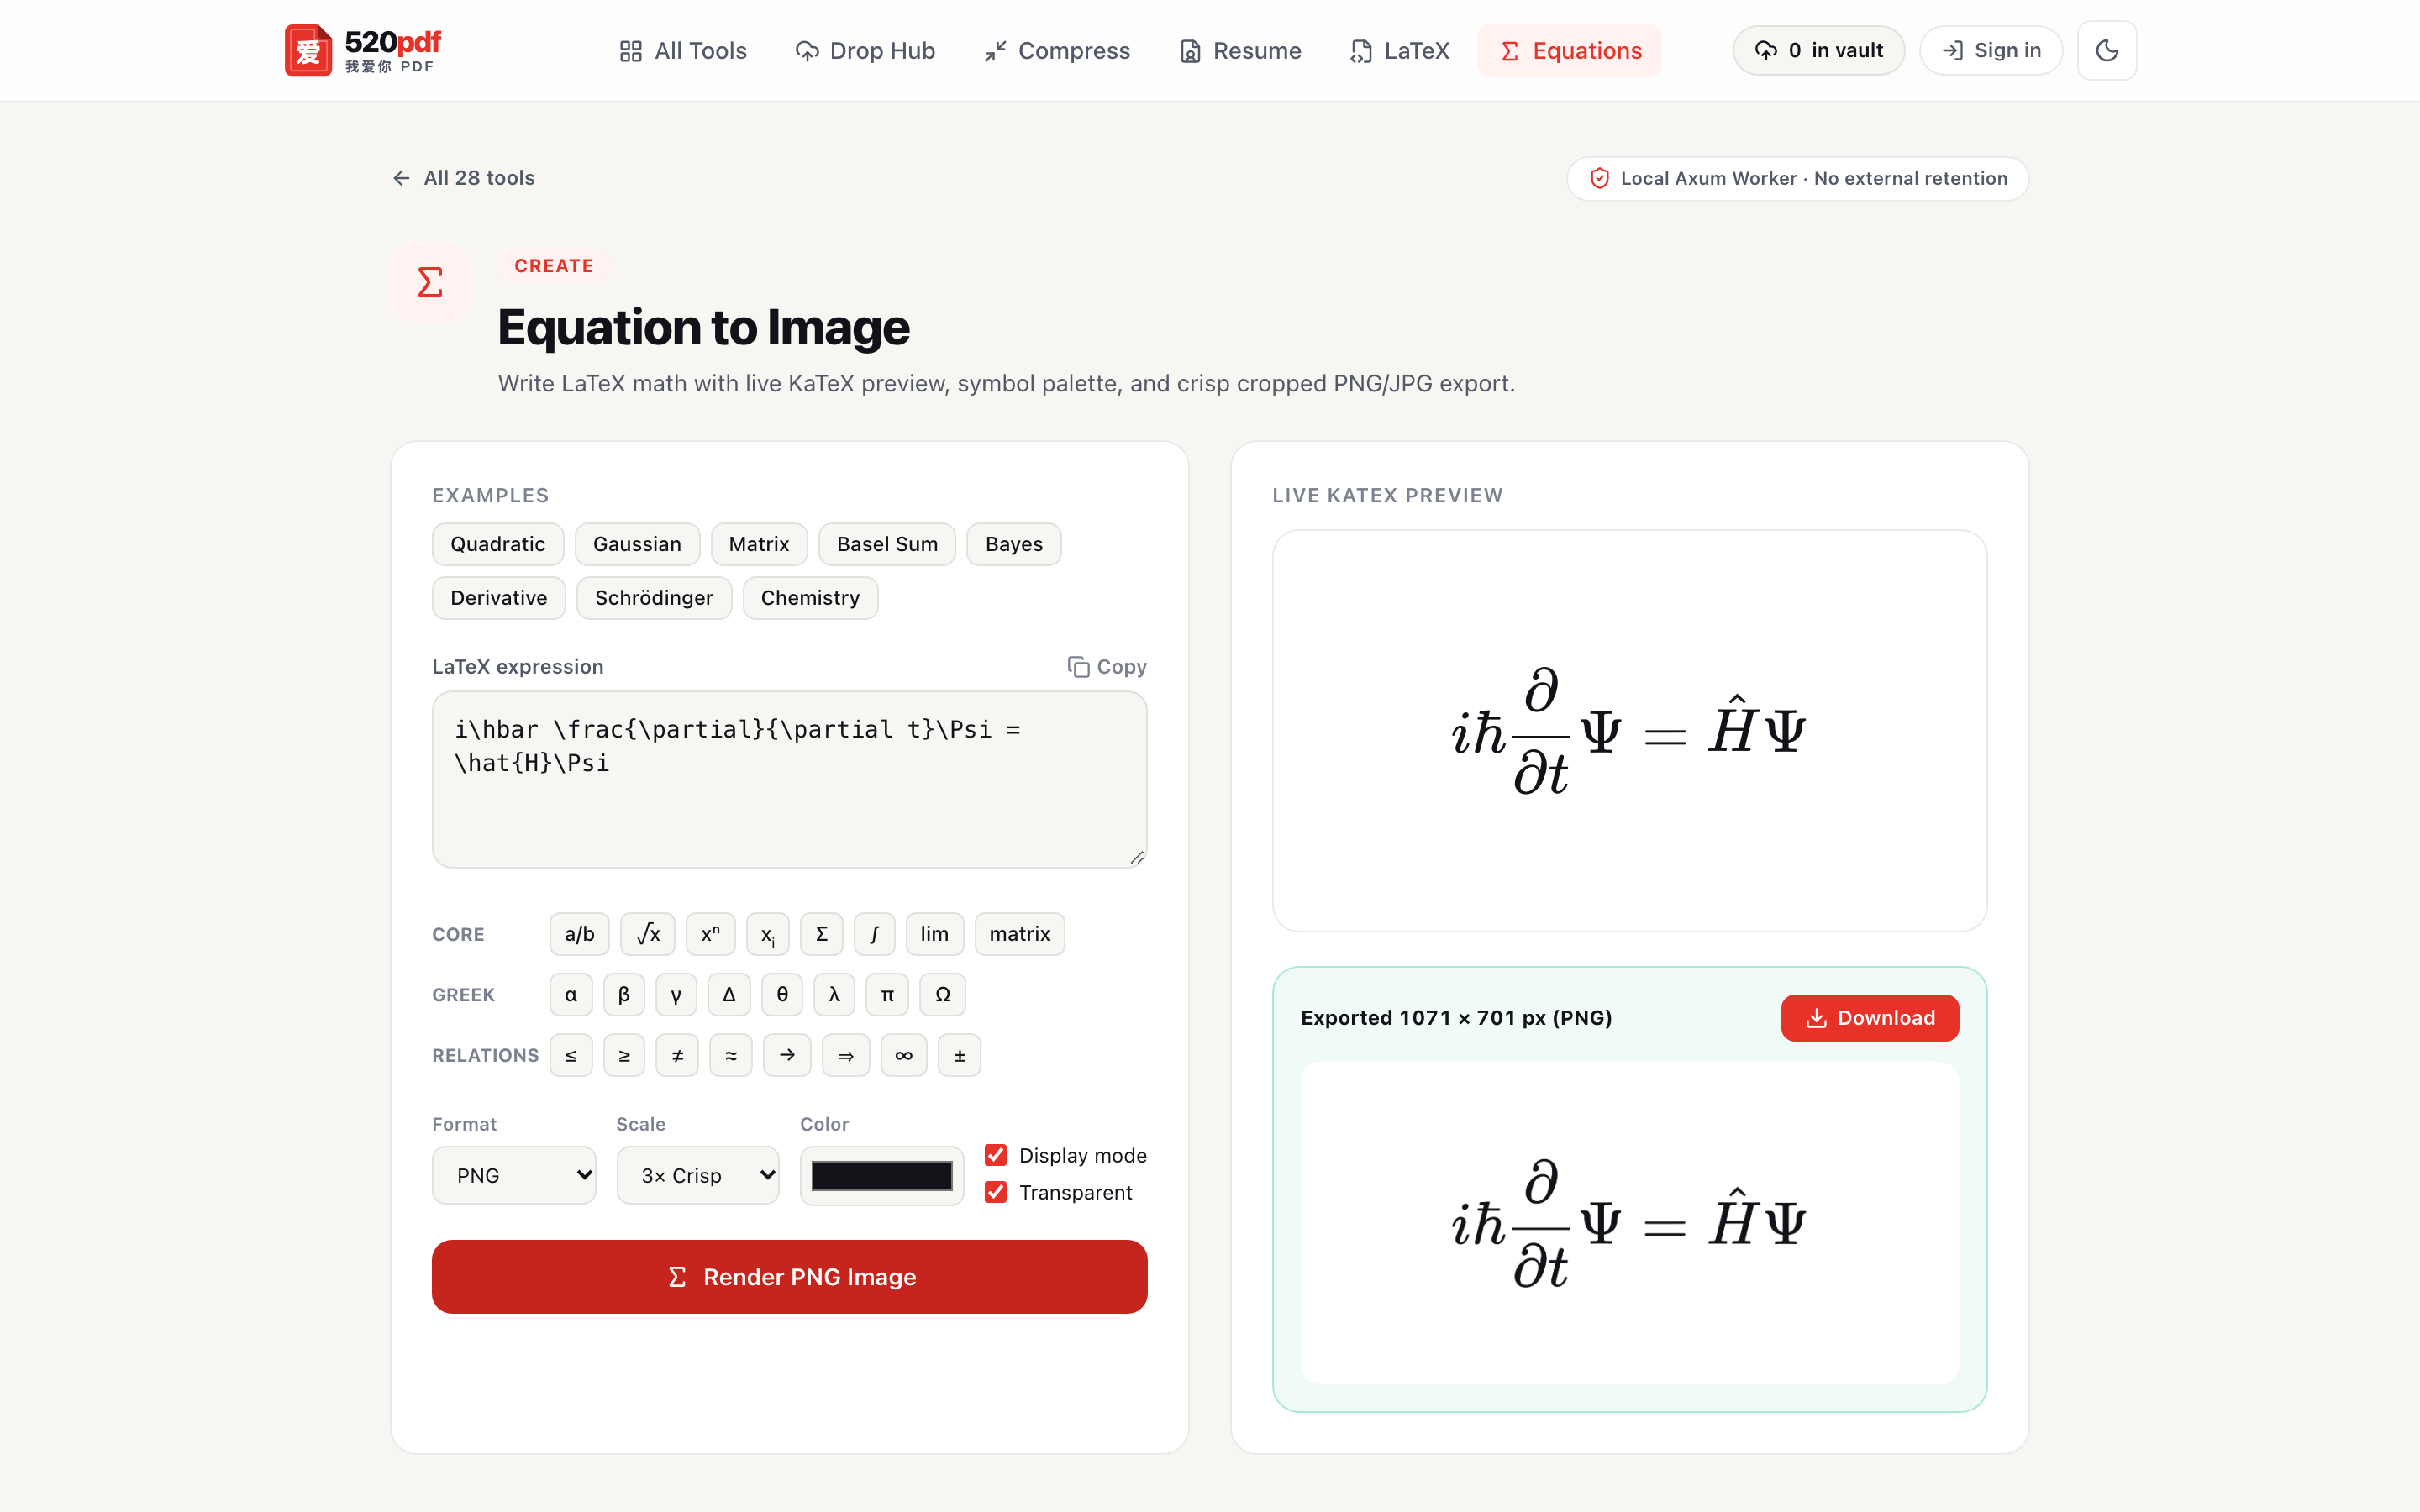 爱
520pdf
我爱你 PDF
All Tools
Drop Hub
Compress
Resume
LaTeX
Σ Equations
0 in vault
Sign in
← All 28 tools
Local Axum Worker · No external retention
Σ
CREATE
Equation to Image
Write LaTeX math with live KaTeX preview, symbol palette, and crisp cropped PNG/JPG export.
EXAMPLES
Quadratic Gaussian Matrix Basel Sum Bayes
Derivative Schrödinger Chemistry
LaTeX expression
Copy
i\hbar \frac{\partial}{\partial t}\Psi =
\hat{H}\Psi
CORE a/b √x xⁿ xᵢ Σ ∫ lim matrix
GREEK α β γ Δ θ λ π Ω
RELATIONS ≤ ≥ ≠ ≈ → ⇒ ∞ ±
Format Scale Color
PNG 3× Crisp
Display mode
Transparent
Σ Render PNG Image
LIVE KATEX PREVIEW
iℏ ∂/∂t Ψ = ĤΨ
Exported 1071 × 701 px (PNG)
Download
iℏ ∂/∂t Ψ = ĤΨ